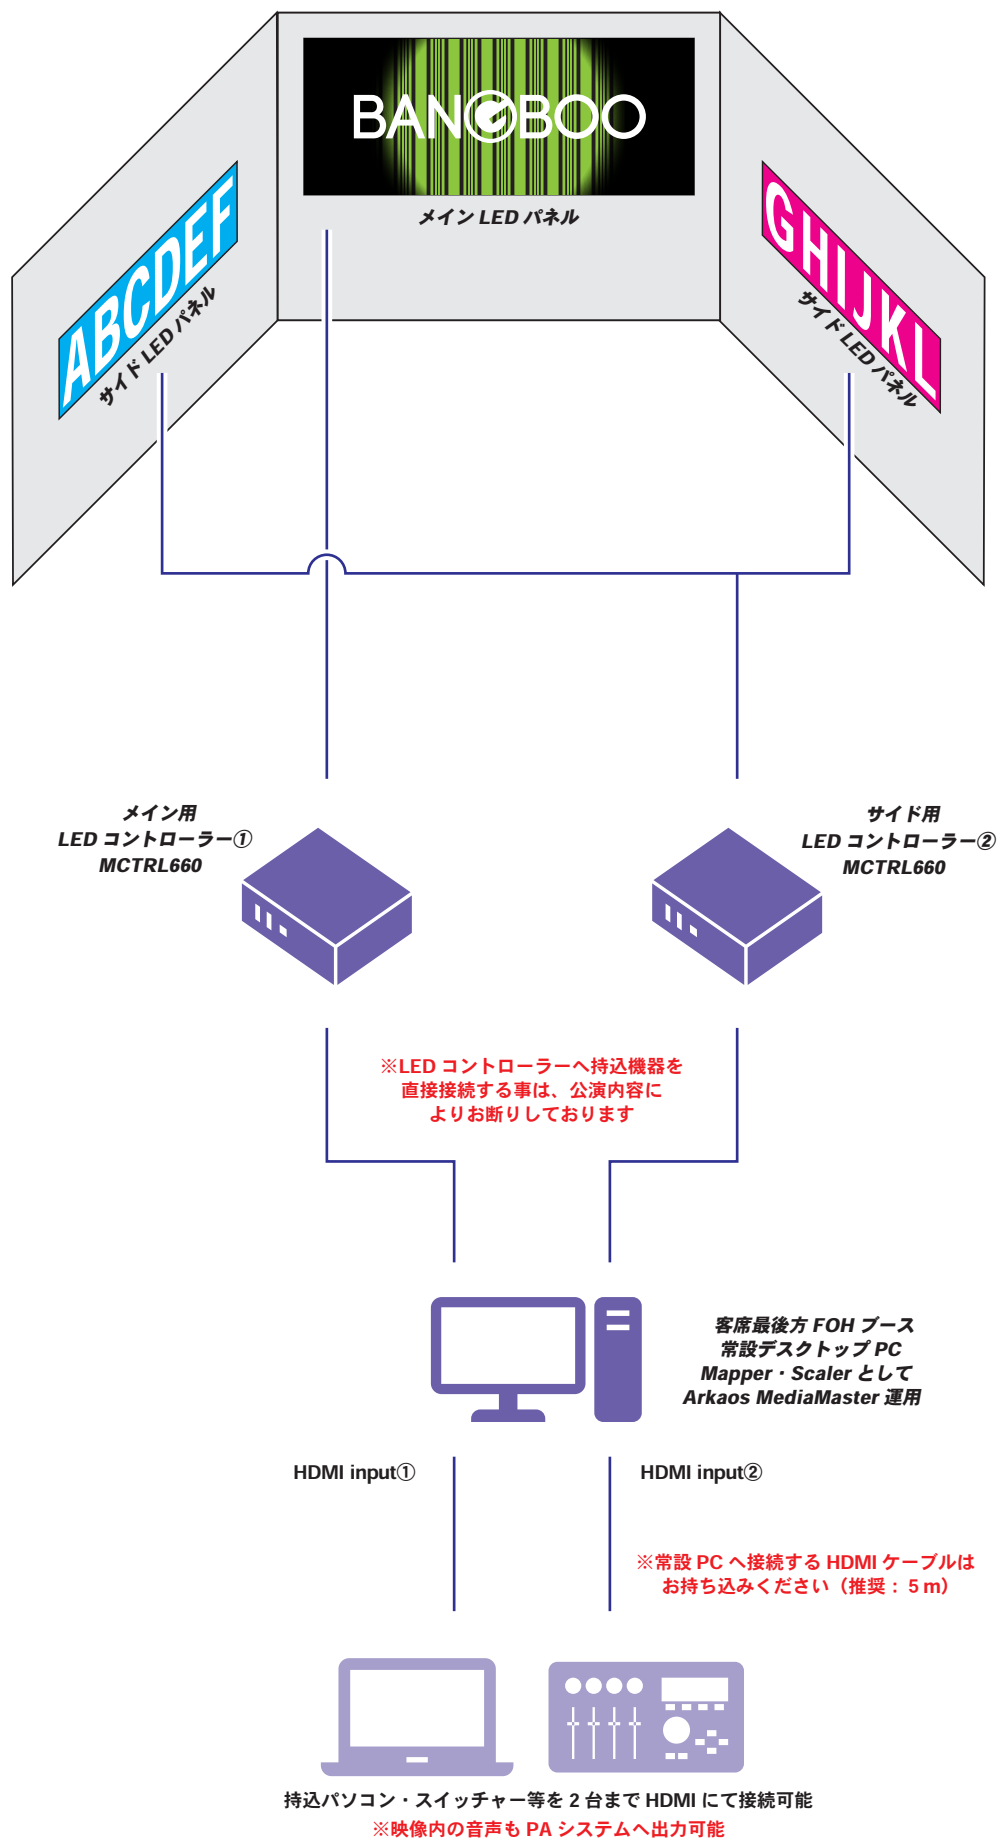 BANGBOO
メイン LED パネル
ABCDEF
サイド LED パネル
GHIJKL
サイド LED パネル
メイン用
LED コントローラー①
MCTRL660
サイド用
LED コントローラー②
MCTRL660
※LED コントローラーへ持込機器を
直接接続する事は、公演内容に
よりお断りしております
客席最後方 FOH ブース
常設デスクトップ PC
Mapper・Scaler として
Arkaos MediaMaster 運用
HDMI input①
HDMI input②
※常設 PC へ接続する HDMI ケーブルは
お持ち込みください（推奨：5 m）
持込パソコン・スイッチャー等を 2 台まで HDMI にて接続可能
※映像内の音声も PA システムへ出力可能